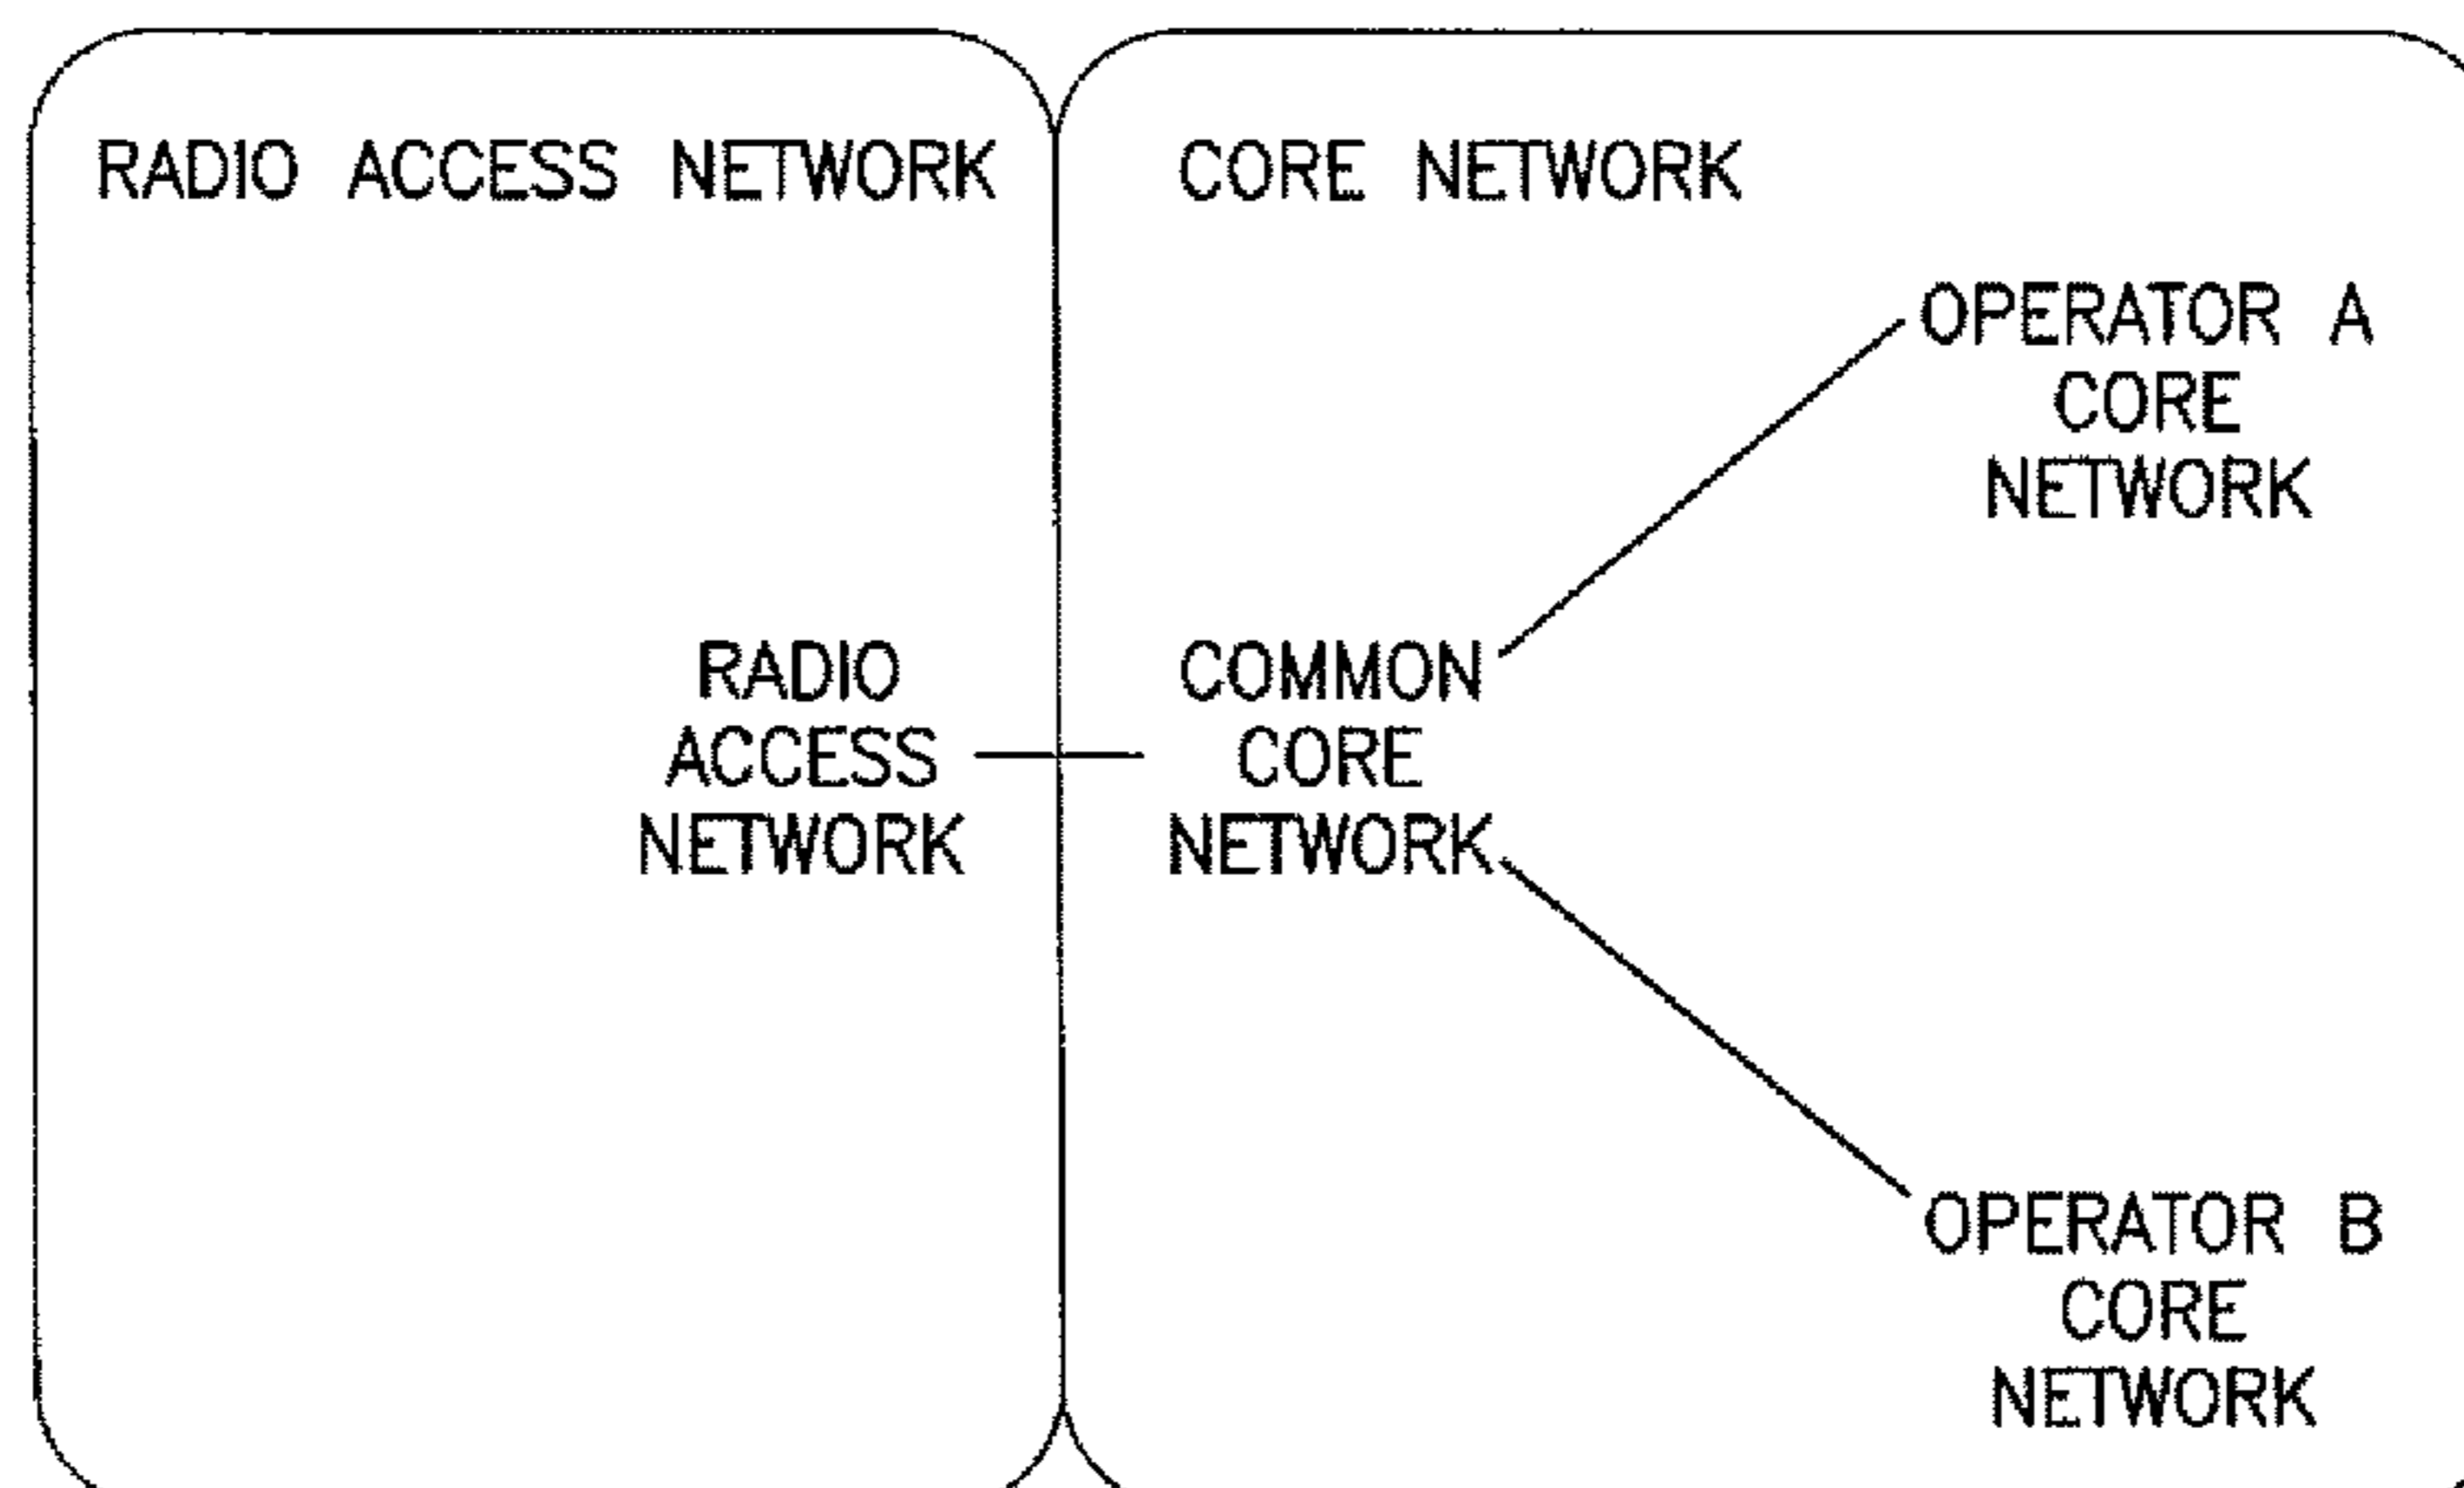 RADIO ACCESS NETWORK
CORE NETWORK
OPERATOR A
CORE
NETWORK
RADIO
ACCESS
NETWORK
COMMON
CORE
NETWORK
OPERATOR B
CORE
NETWORK